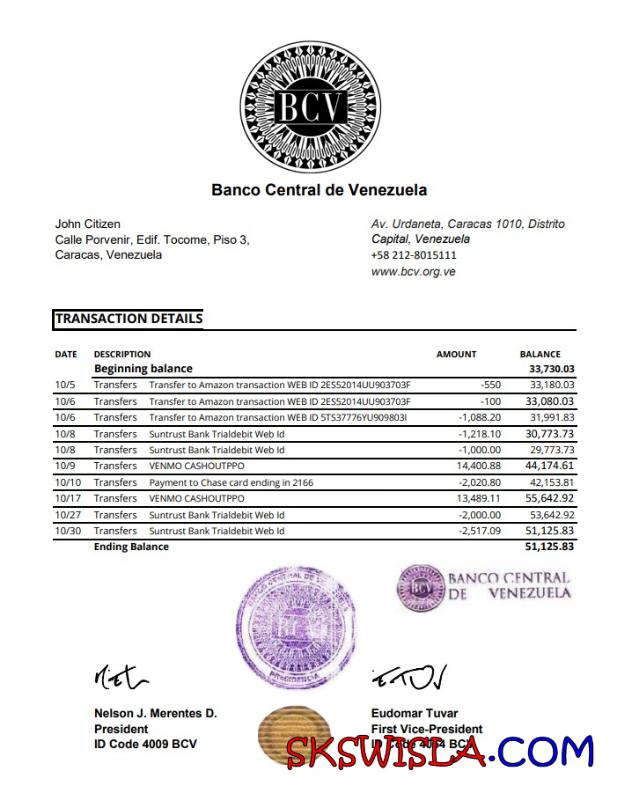 BCV
Banco Central de Venezuela
John Citizen
Calle Porvenir, Edif. Tocome, Piso 3,
Caracas, Venezuela
Av. Urdaneta, Caracas 1010, Distrito
Capital, Venezuela
+58 212-8015111
www.bcv.org.ve
TRANSACTION DETAILS
DATE DESCRIPTION AMOUNT BALANCE
Beginning balance 33,730.03
10/5 Transfers Transfer to Amazon transaction WEB ID 2ES52014UU903703F -550 33,180.03
10/6 Transfers Transfer to Amazon transaction WEB ID 2ES52014UU903703F -100 33,080.03
10/6 Transfers Transfer to Amazon transaction WEB ID 5TS37776YU909803I -1,088.20 31,991.83
10/8 Transfers Suntrust Bank Trialdebit Web Id -1,218.10 30,773.73
10/8 Transfers Suntrust Bank Trialdebit Web Id -1,000.00 29,773.73
10/9 Transfers VENMO CASHOUTPPO 14,400.88 44,174.61
10/10 Transfers Payment to Chase card ending in 2166 -2,020.80 42,153.81
10/17 Transfers VENMO CASHOUTPPO 13,489.11 55,642.92
10/27 Transfers Suntrust Bank Trialdebit Web Id -2,000.00 53,642.92
10/30 Transfers Suntrust Bank Trialdebit Web Id -2,517.09 51,125.83
Ending Balance 51,125.83
BCV
BANCO CENTRAL
DE VENEZUELA
PRESIDENCIA
Nelson J. Merentes D.
President
ID Code 4009 BCV
Eudomar Tuvar
First Vice-President
ID Code BCV
SKSWISLA.COM